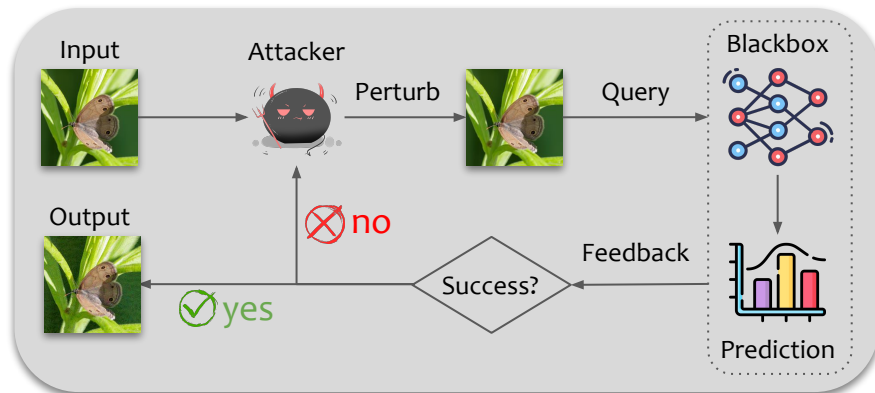 Input
Attacker
Perturb
Query
Blackbox
Output
no
yes
Success?
Feedback
Prediction